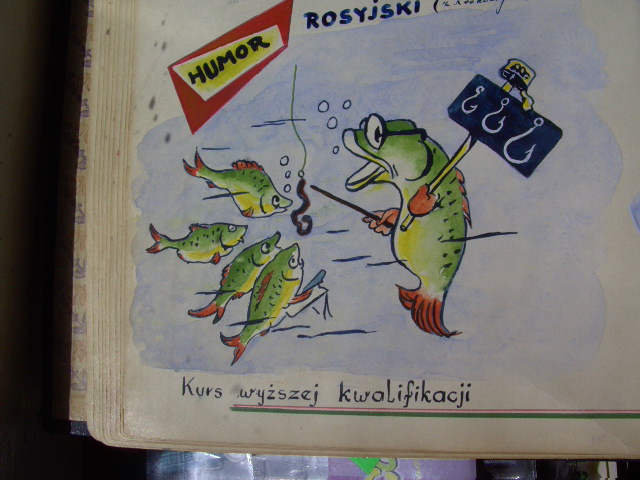 HUMOR
ROSYJSKI
Kurs wyższej kwalifikacji